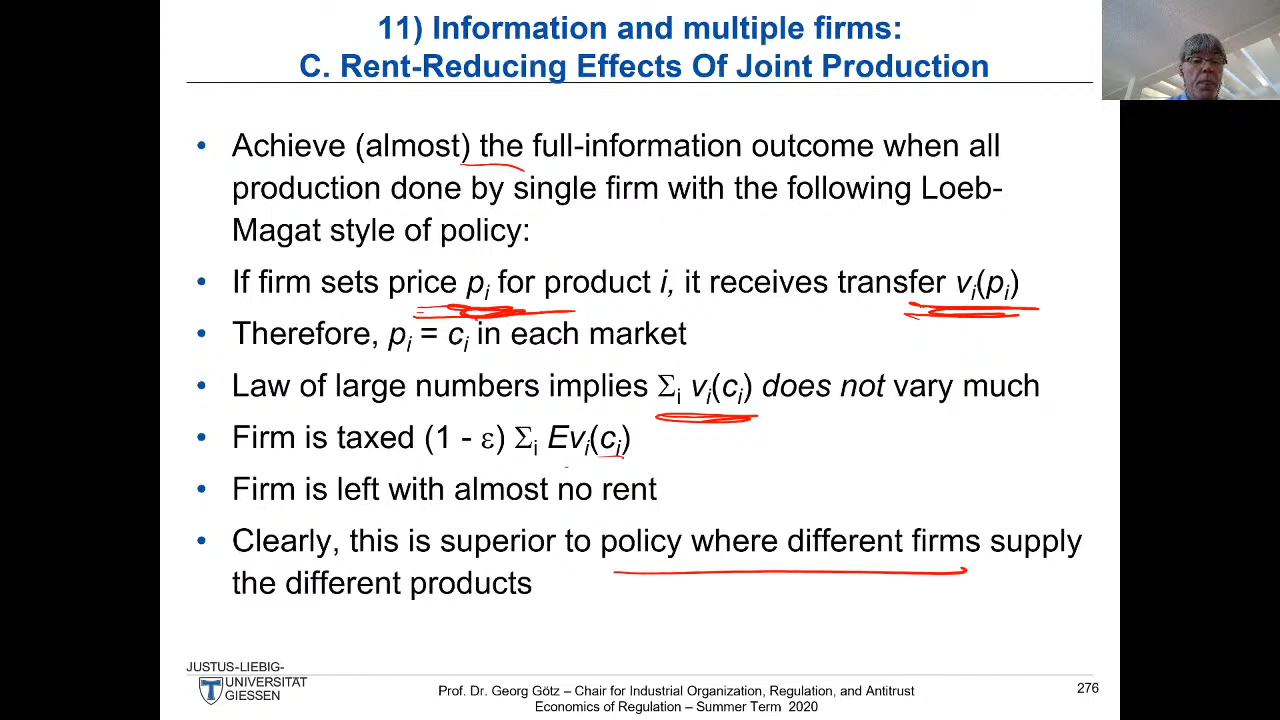 11) Information and multiple firms:
C. Rent-Reducing Effects Of Joint Production
• Achieve (almost) the full-information outcome when all
production done by single firm with the following Loeb-
Magat style of policy:
• If firm sets price pi for product i, it receives transfer vi(pi)
• Therefore, pi = ci in each market
• Law of large numbers implies Σi vi(ci) does not vary much
• Firm is taxed (1 - ε) Σi Evi(ci)
• Firm is left with almost no rent
• Clearly, this is superior to policy where different firms supply
the different products
JUSTUS-LIEBIG-
UNIVERSITÄT
GIESSEN
Prof. Dr. Georg Götz – Chair for Industrial Organization, Regulation, and Antitrust
Economics of Regulation – Summer Term 2020
276